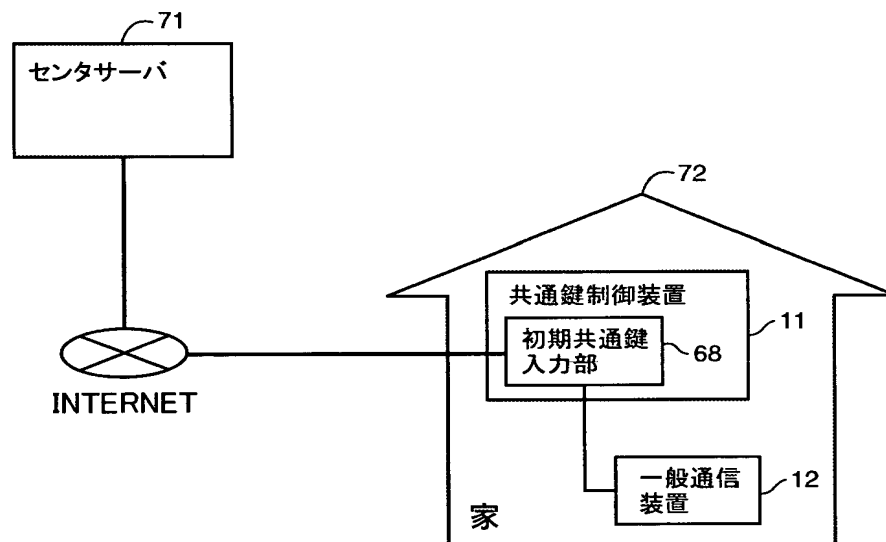 71
センタサーバ
72
共通鍵制御装置
11
初期共通鍵
入力部
68
INTERNET
一般通信
装置
12
家